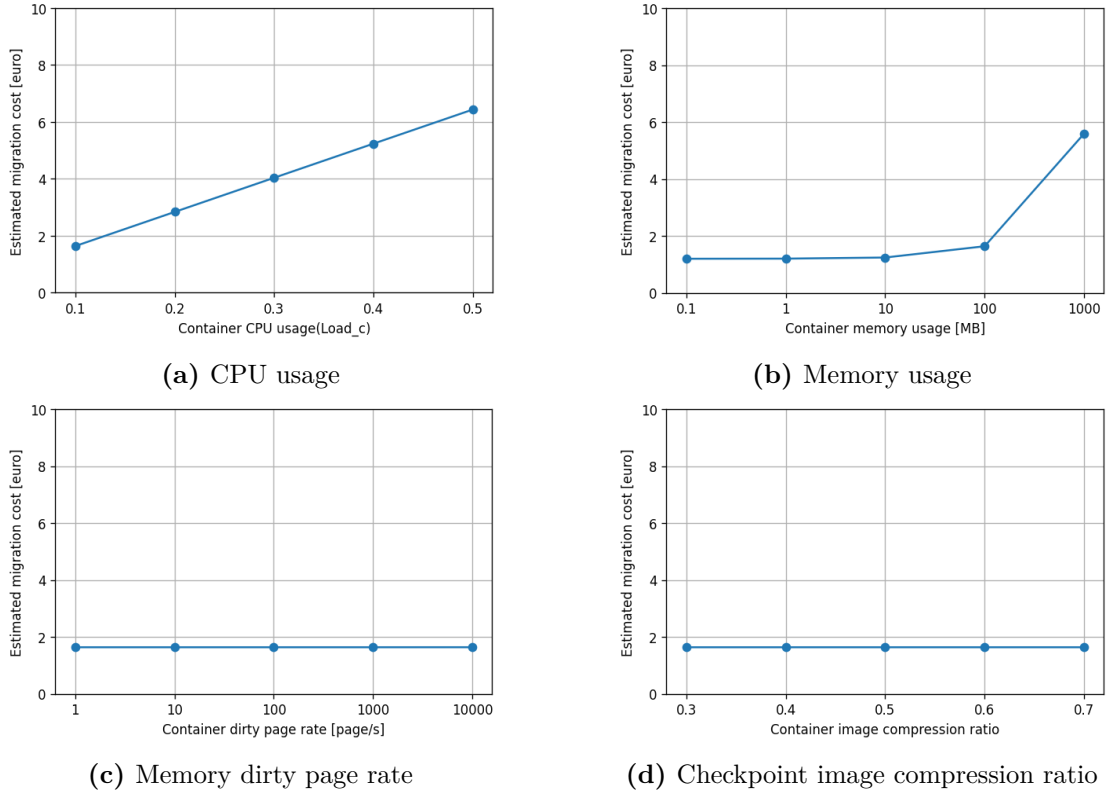 10
8
6
4
2
0
Estimated migration cost [euro]
0.1 0.2 0.3 0.4 0.5
Container CPU usage(Load_c)
(a) CPU usage
10
8
6
4
2
0
Estimated migration cost [euro]
0.1 1 10 100 1000
Container memory usage [MB]
(b) Memory usage
10
8
6
4
2
0
Estimated migration cost [euro]
1 10 100 1000 10000
Container dirty page rate [page/s]
(c) Memory dirty page rate
10
8
6
4
2
0
Estimated migration cost [euro]
0.3 0.4 0.5 0.6 0.7
Container image compression ratio
(d) Checkpoint image compression ratio